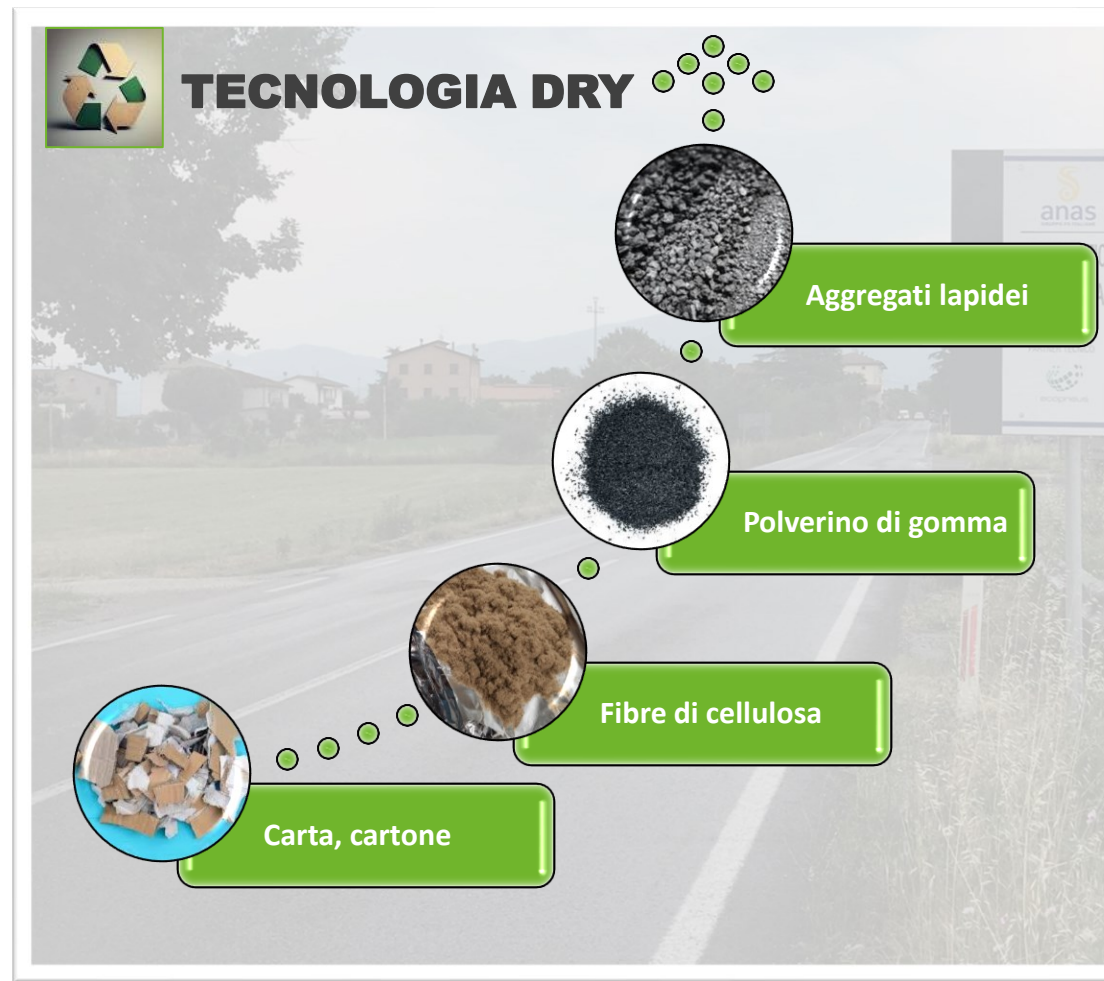 TECNOLOGIA DRY
anas
Aggregati lapidei
Polverino di gomma
Fibre di cellulosa
Carta, cartone